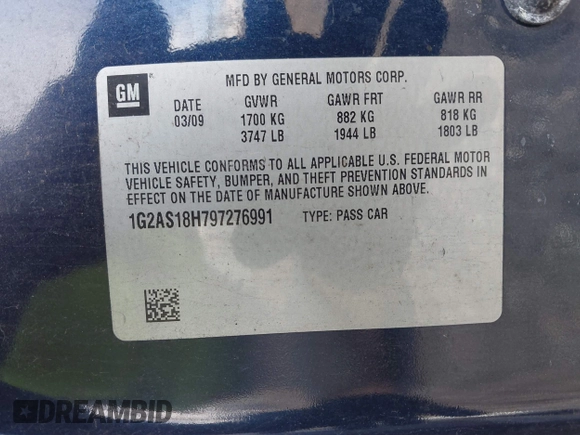 GM
MFD BY GENERAL MOTORS CORP.
DATE GVWR GAWR FRT GAWR RR
03/09 1700 KG 882 KG 818 KG
3747 LB 1944 LB 1803 LB
THIS VEHICLE CONFORMS TO ALL APPLICABLE U.S. FEDERAL MOTOR
VEHICLE SAFETY, BUMPER, AND THEFT PREVENTION STANDARDS IN
EFFECT ON THE DATE OF MANUFACTURE SHOWN ABOVE.
1G2AS18H797276991 TYPE: PASS CAR
DREAMBID